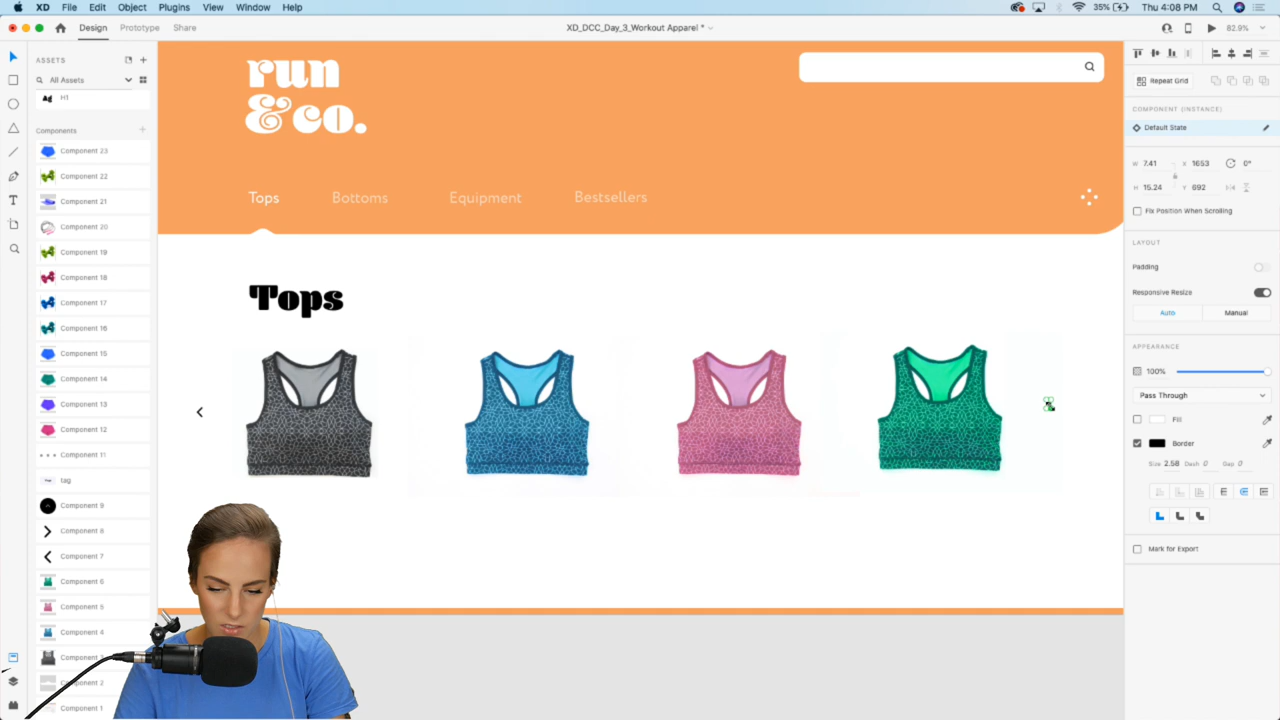 XD File Edit Object Plugins View Window Help 35% Thu 4:08 PM
Design Prototype Share XD_DCC_Day_3_Workout Apparel * 82.9%
ASSETS
All Assets
H1
Components
Component 23
Component 22
Component 21
Component 20
Component 19
Component 18
Component 17
Component 16
Component 15
Component 14
Component 13
Component 12
Component 11
tag
Component 9
Component 8
Component 7
Component 6
Component 5
Component 4
Component 2
Component 1
run
&co.
Tops Bottoms Equipment Bestsellers
Tops
Repeat Grid
COMPONENT (INSTANCE)
Default State
W 7.41 X 1653 0°
H 15.24 Y 692
Fix Position When Scrolling
LAYOUT
Padding
Responsive Resize
Auto Manual
APPEARANCE
100%
Pass Through
Fill
Border
Size 2.58 Dash 0 Gap 0
Mark for Export